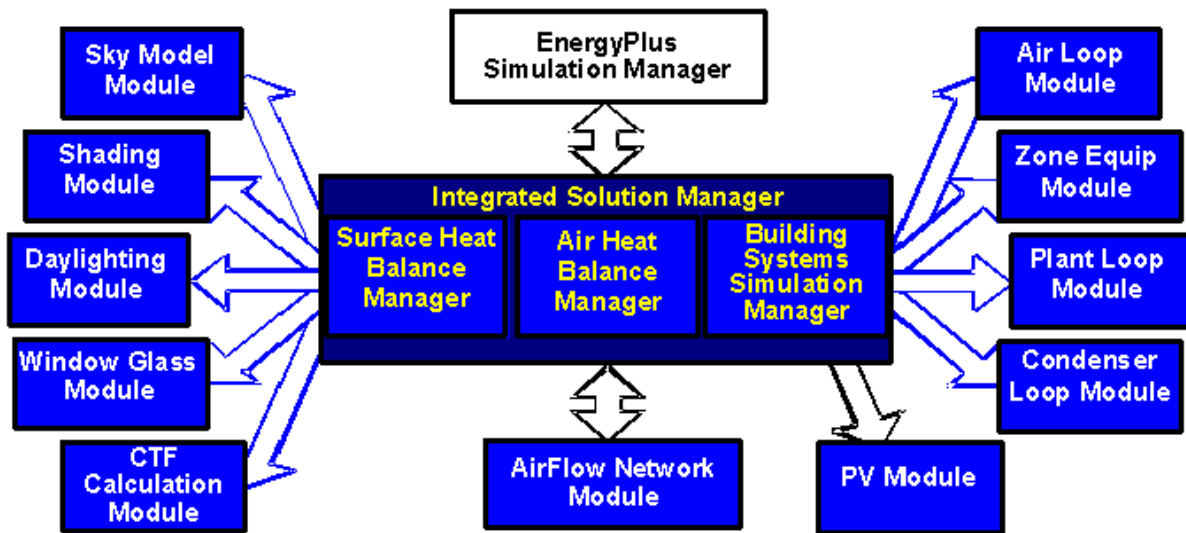 EnergyPlus
Simulation Manager
Sky Model
Module
Shading
Module
Daylighting
Module
Window Glass
Module
CTF
Calculation
Module
Integrated Solution Manager
Surface Heat
Balance
Manager
Air Heat
Balance
Manager
Building
Systems
Simulation
Manager
AirFlow Network
Module
PV Module
Air Loop
Module
Zone Equip
Module
Plant Loop
Module
Condenser
Loop Module